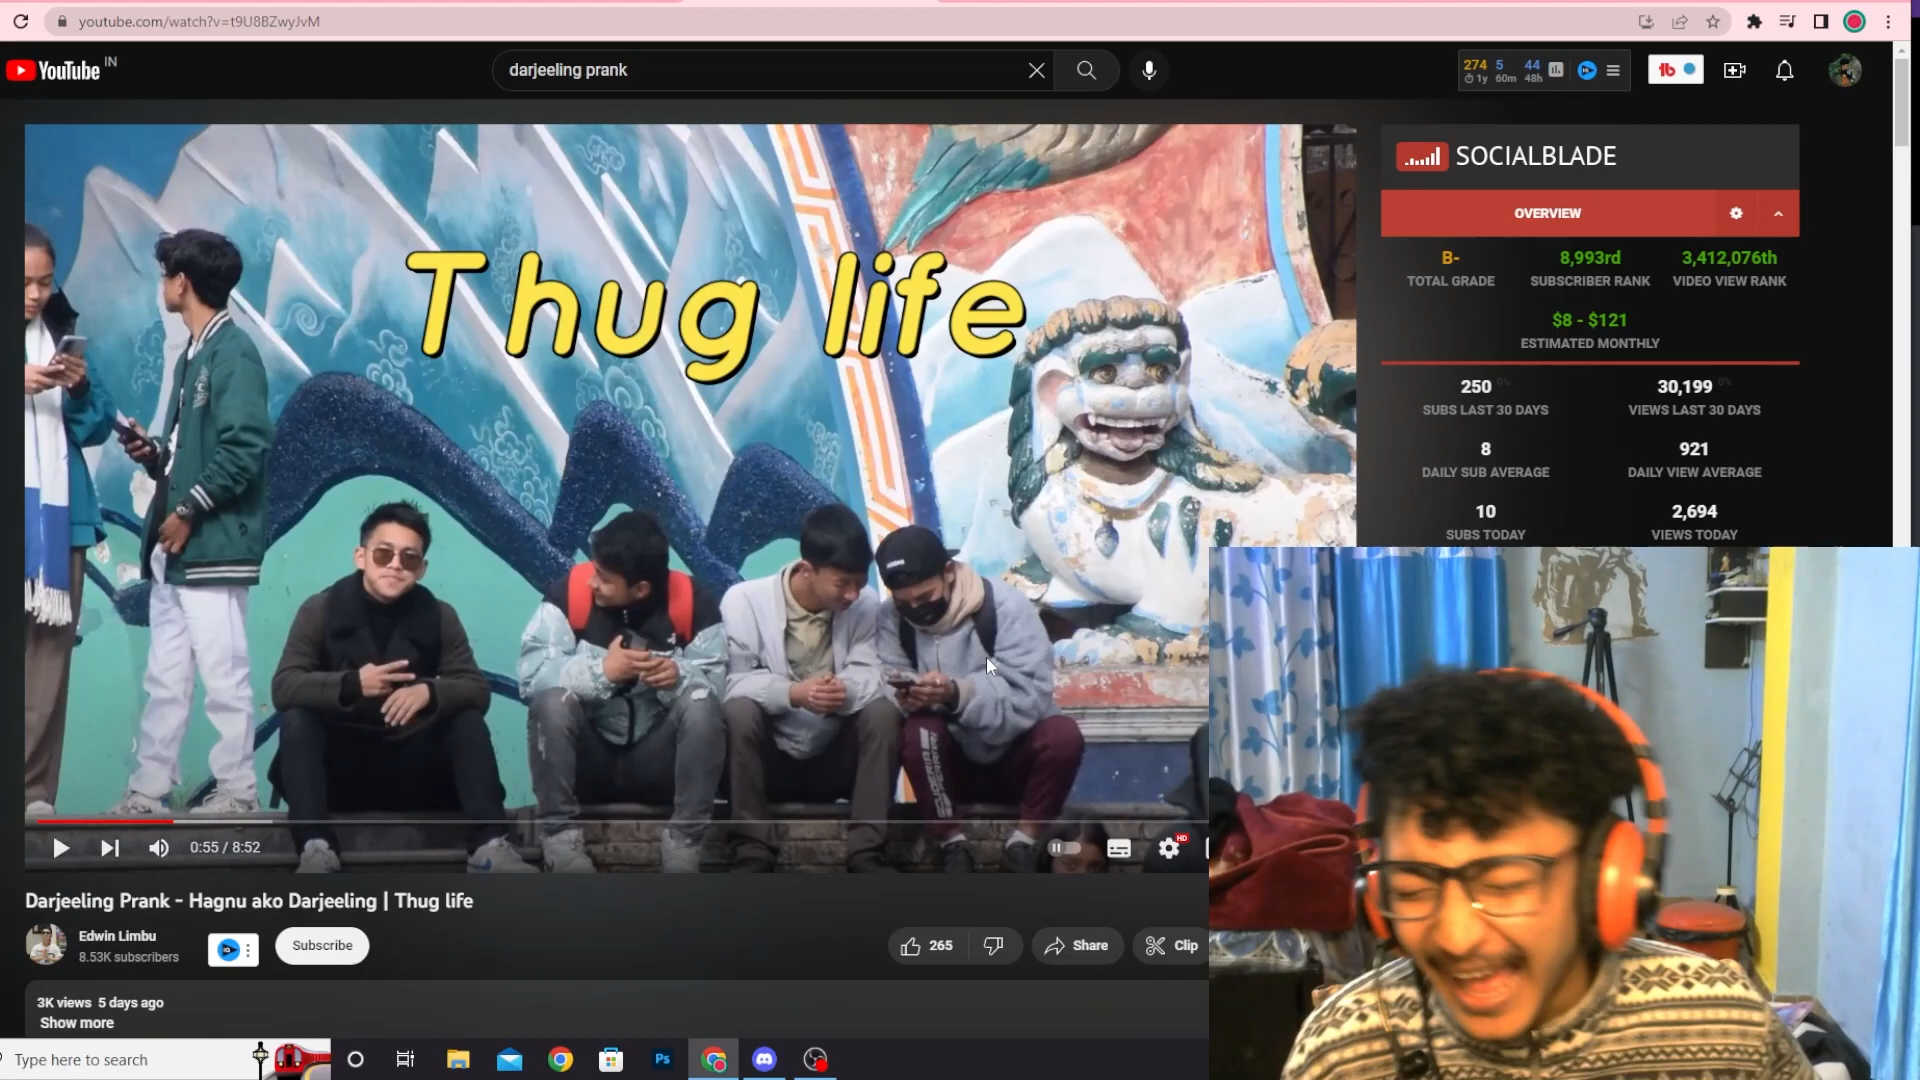 youtube.com/watch?v=t9U8BZwyJvM
YouTube IN
darjeeling prank
274 5 44
1y 60m 48h
Thug life
SOCIALBLADE
OVERVIEW
B- 8,993rd 3,412,076th
TOTAL GRADE SUBSCRIBER RANK VIDEO VIEW RANK
$8 - $121
ESTIMATED MONTHLY
250 0% 30,199 0%
SUBS LAST 30 DAYS VIEWS LAST 30 DAYS
8 921
DAILY SUB AVERAGE DAILY VIEW AVERAGE
10 2,694
SUBS TODAY VIEWS TODAY
0:55 / 8:52
HD
Darjeeling Prank - Hagnu ako Darjeeling | Thug life
Edwin Limbu
8.53K subscribers
Subscribe
265
Share
Clip
3K views 5 days ago
Show more
Type here to search
Ps